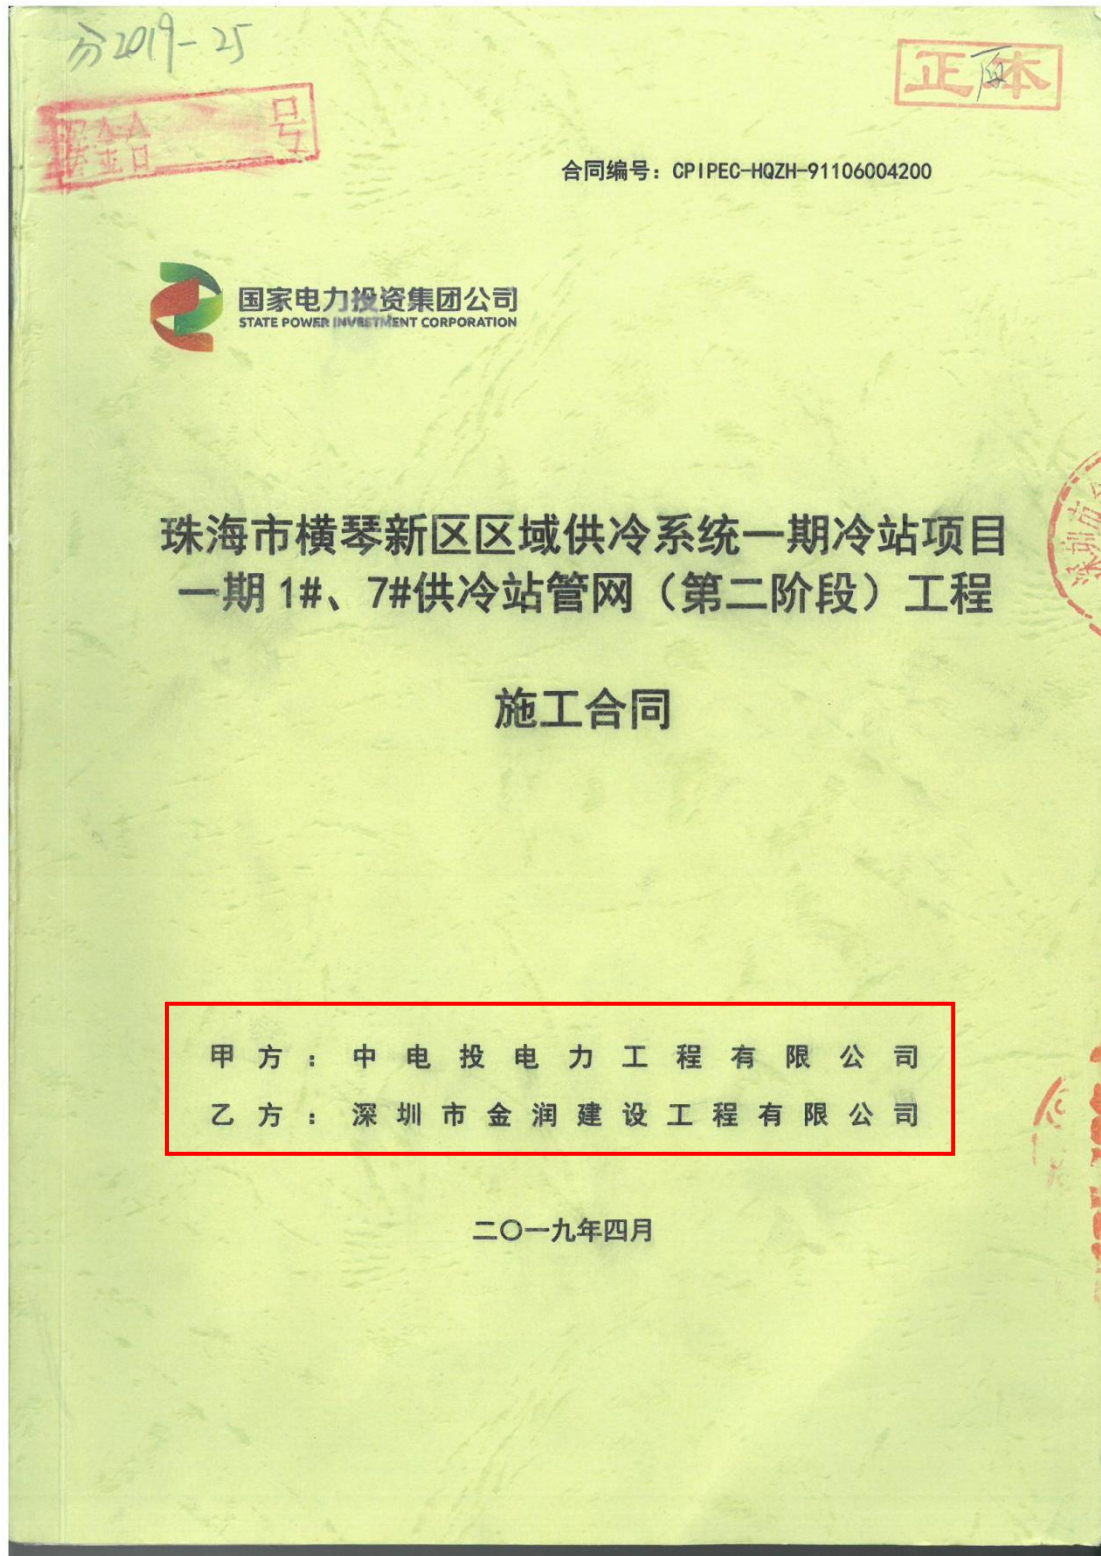 分2019-25
正本
号
合同编号：CPIPEC-HQZH-91106004200
国家电力投资集团公司
STATE POWER INVESTMENT CORPORATION
珠海市横琴新区区域供冷系统一期冷站项目
一期1#、7#供冷站管网（第二阶段）工程
施工合同
深圳市
甲方：中电投电力工程有限公司
乙方：深圳市金润建设工程有限公司
二〇一九年四月